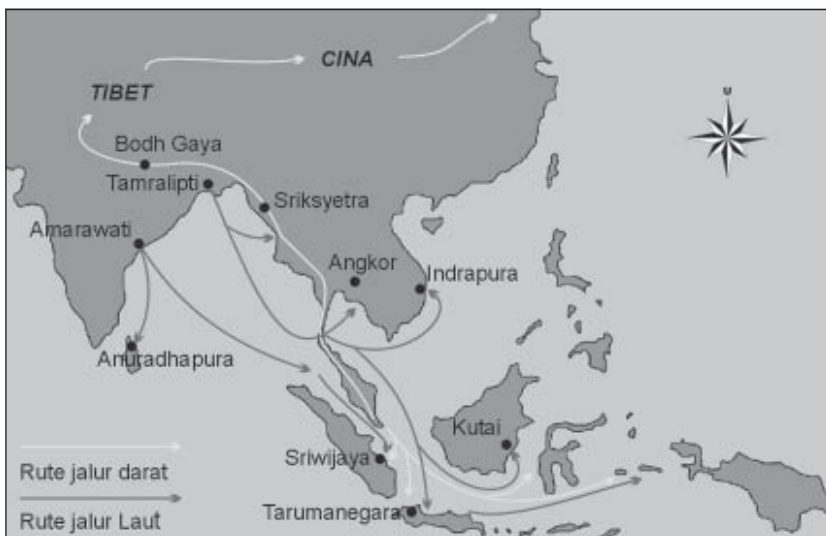 CINA
TIBET
U
Bodh Gaya
Tamralipti
Sriksyetra
Amarawati
Angkor
Indrapura
Anuradhapura
Kutai
Sriwijaya
Rute jalur darat
Tarumanegara
Rute jalur Laut